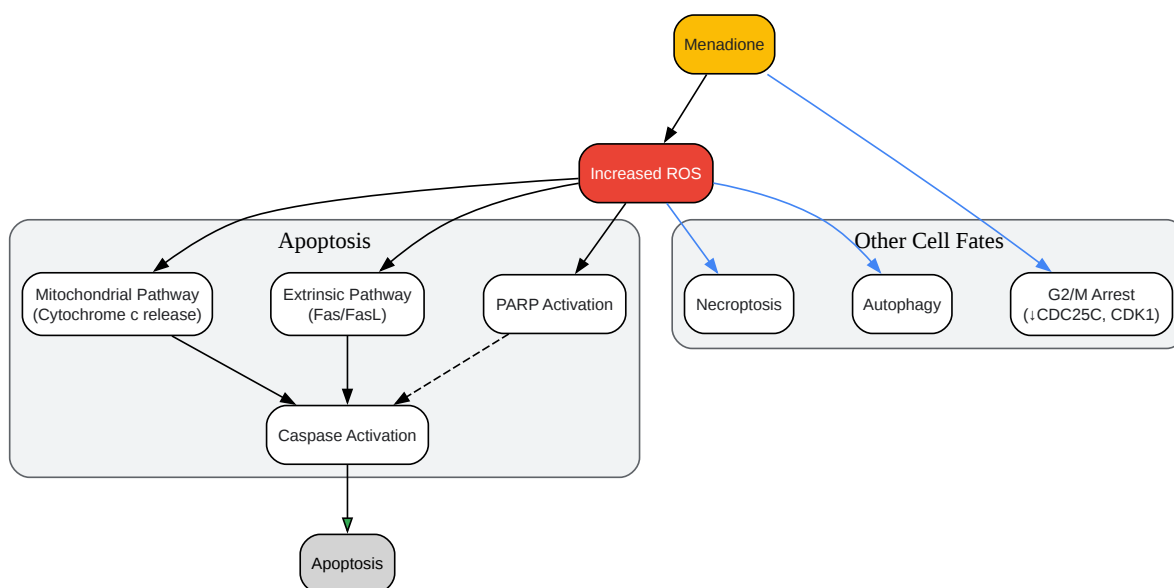 Menadione
Increased ROS
Apoptosis
Other Cell Fates
Mitochondrial Pathway
(Cytochrome c release)
Extrinsic Pathway
(Fas/FasL)
PARP Activation
Necroptosis
Autophagy
G2/M Arrest
(↓CDC25C, CDK1)
Caspase Activation
Apoptosis